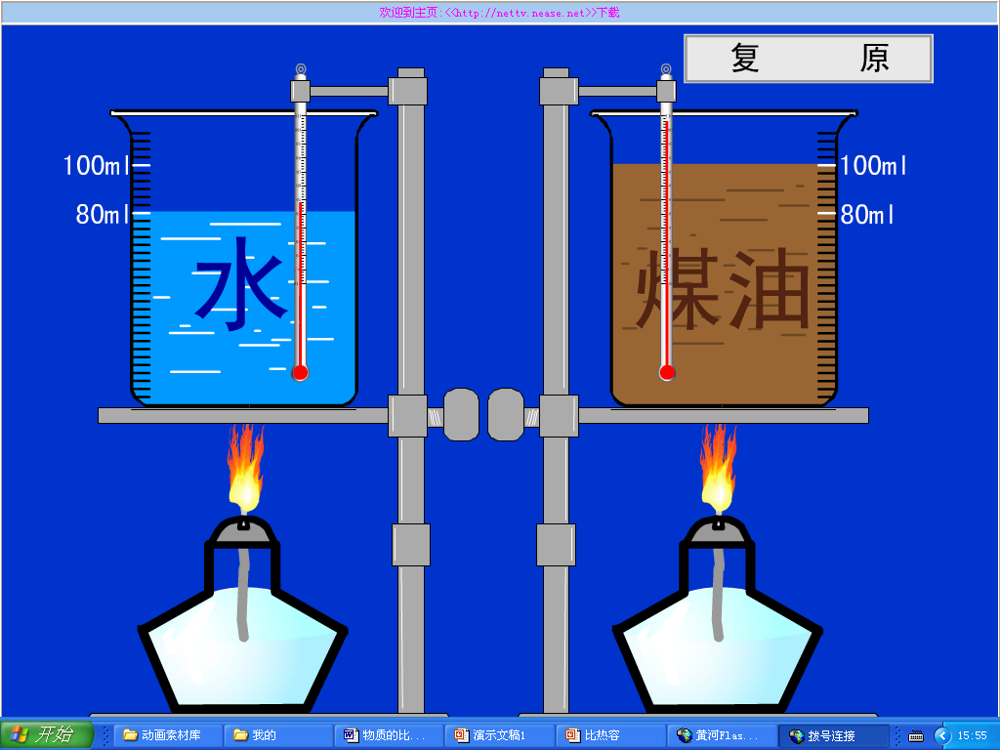 欢迎到主页:<<http://nettv.nease.net>>下载
复 原
100ml
80ml
水
100ml
80ml
煤油
开始
动画素材库
我的
物质的比...
演示文稿1
比热容
黄河Flas...
拨号连接
15:55